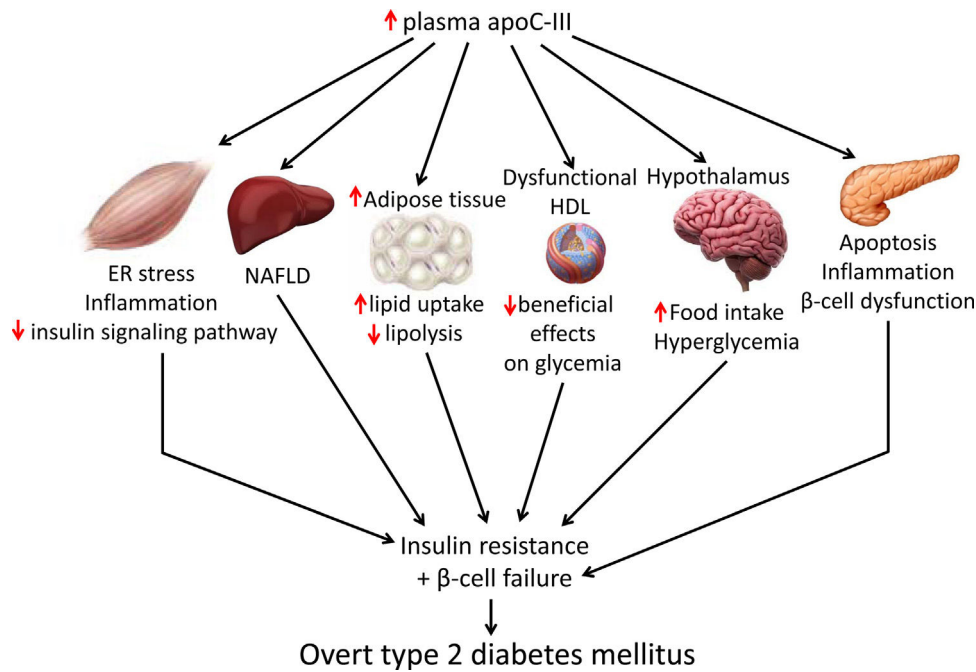 ↑ plasma apoC-III
ER stress
Inflammation
↓ insulin signaling pathway
NAFLD
↑ Adipose tissue
↑ lipid uptake
↓ lipolysis
Dysfunctional
HDL
↓ beneficial
effects
on glycemia
Hypothalamus
↑ Food intake
Hyperglycemia
Apoptosis
Inflammation
β-cell dysfunction
Insulin resistance
+ β-cell failure
Overt type 2 diabetes mellitus